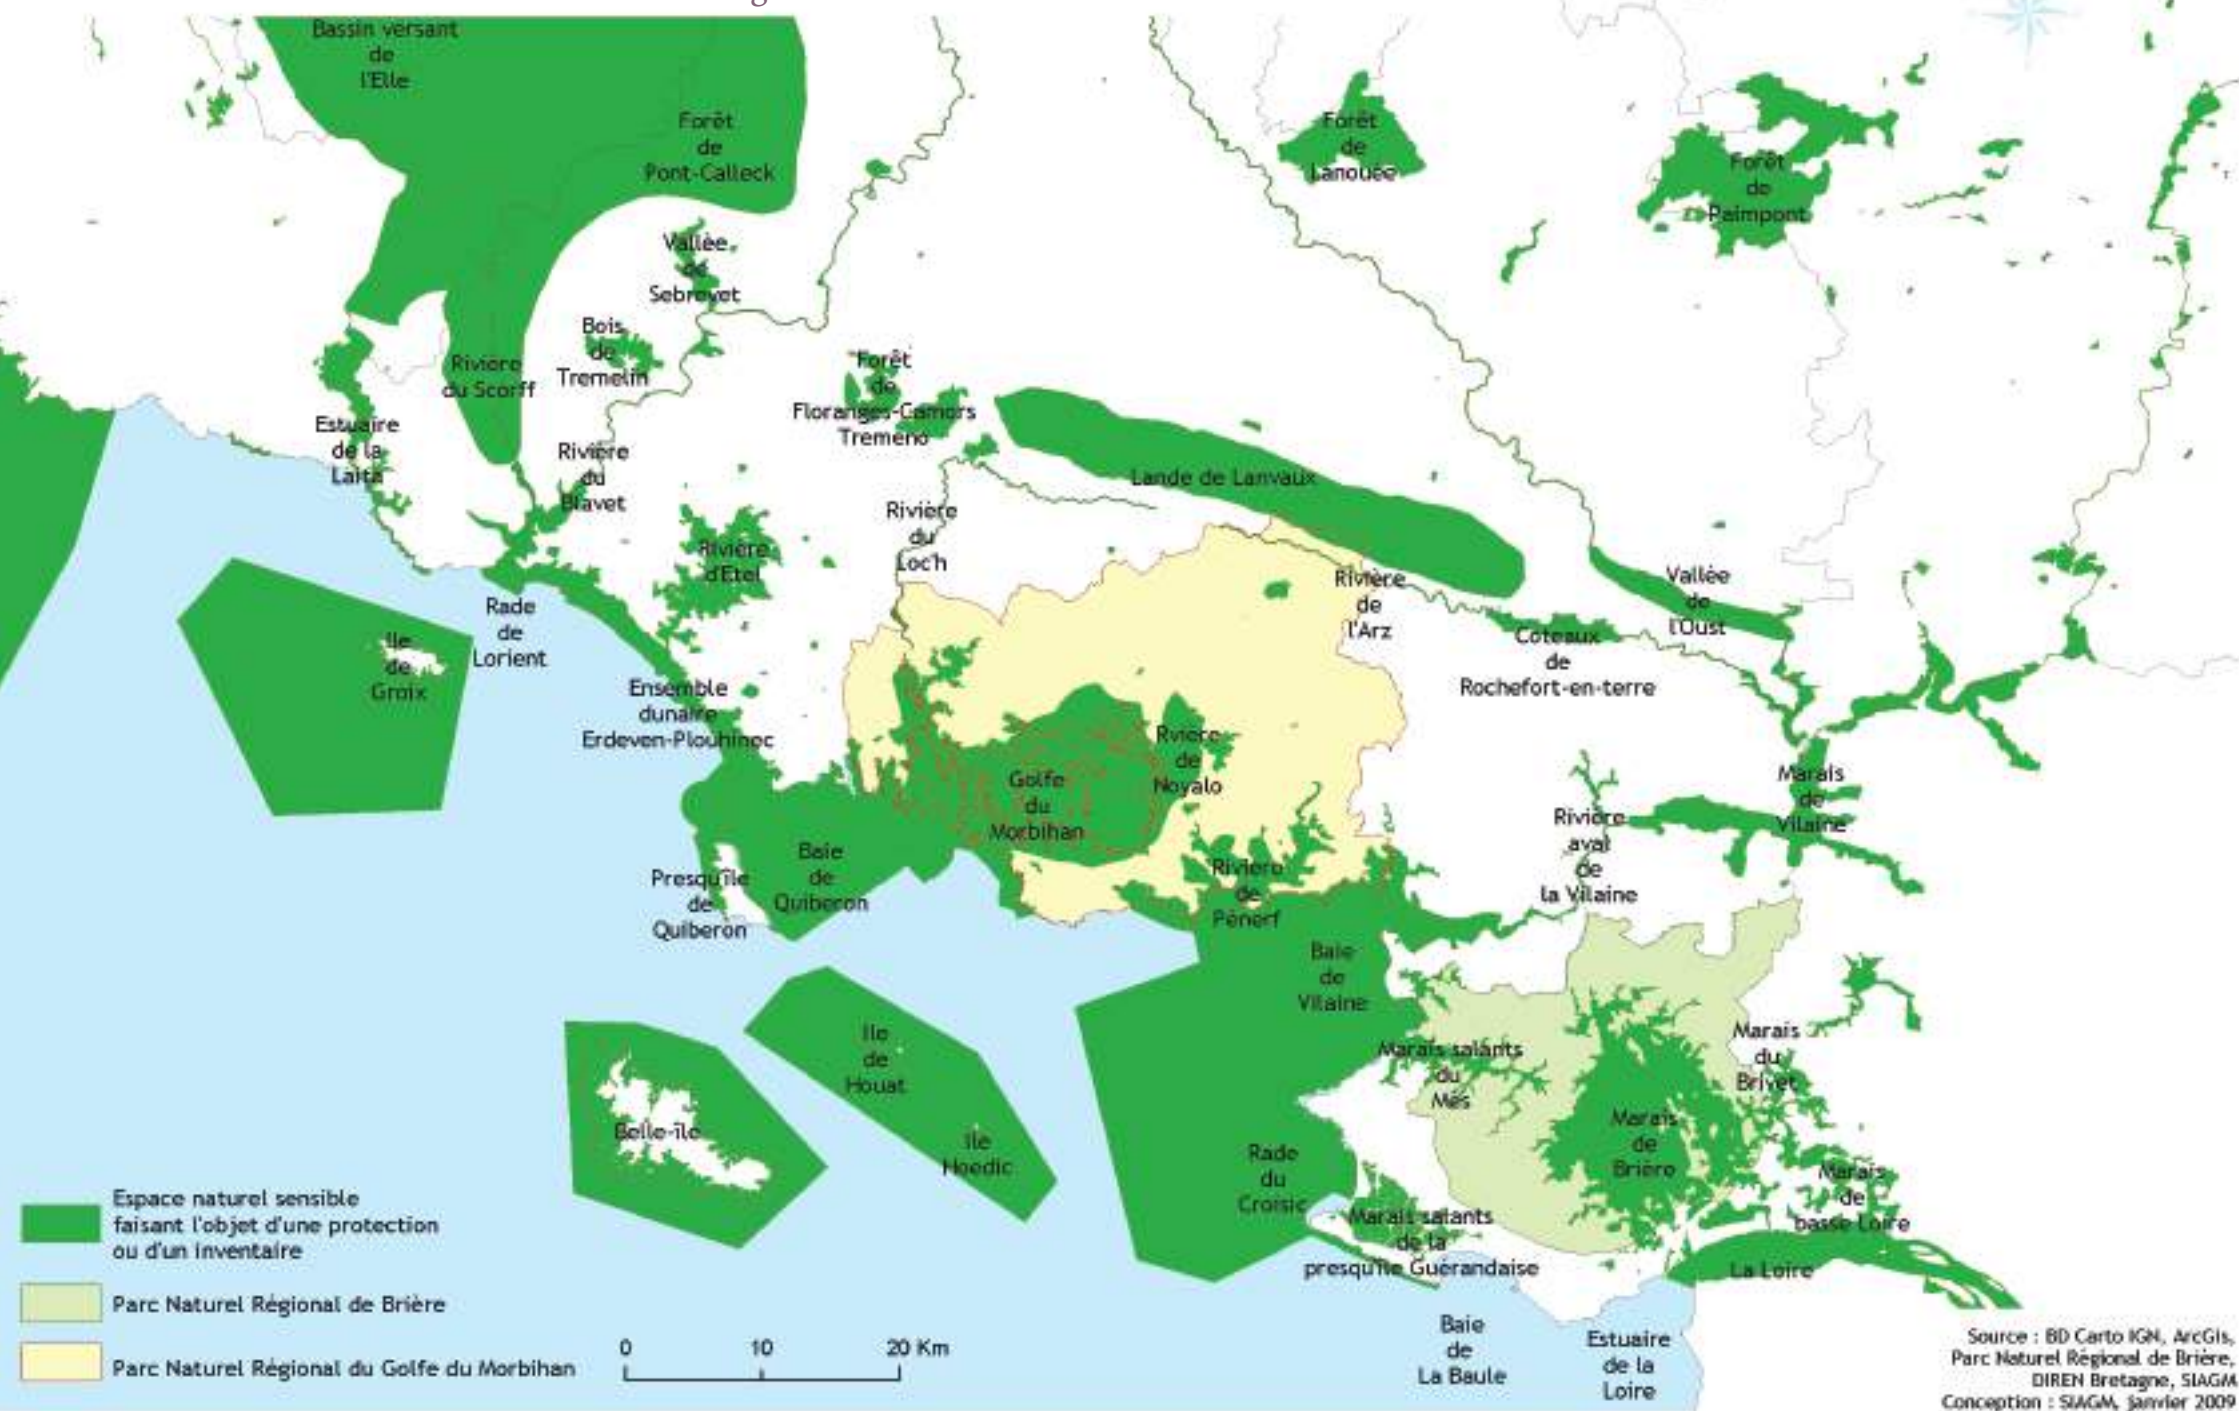 g
Bassin versant
de
l'Elle
Forêt
de
Pont-Calleck
Forêt
de
Lanouée
Forêt
de
Paimpont
Vallée
de
Sebrevet
Bois
de
Tremelin
Rivière
du Scorff
Forêt
de
Floranges-Camors
Tremeno
Estuaire
de la
Laïta
Rivière
du
Blavet
Lande de Lanvaux
Rivière
du
Loc'h
Rivière
d'Etel
Rivière
de
l'Arz
Vallée
de
l'Oust
Rade
de
Lorient
Ile
de
Groix
Coteaux
de
Rochefort-en-terre
Ensemble
dunaire
Erdeven-Plouhinec
Rviere
de
Noyalo
Golfe
du
Morbihan
Marais
de
Vilaine
Rivière
aval
de
la Vilaine
Baie
de
Quiberon
Presqu'île
de
Quiberon
Rivière
de
Pénerf
Baie
de
Vilaine
Ile
de
Houat
Marais salants
du
Més
Marais
du
Brivet
Belle-île
Ile
Hoedic
Marais
de
Brière
Rade
du
Croisic
Marais
de
basse Loire
Marais salants
de la
presqu'île Guérandaise
La Loire
Baie
de
La Baule
Estuaire
de la
Loire
Espace naturel sensible
faisant l'objet d'une protection
ou d'un inventaire
Parc Naturel Régional de Brière
Parc Naturel Régional du Golfe du Morbihan
0 10 20 Km
Source : BD Carto IGN, ArcGis,
Parc Naturel Régional de Brière,
DIREN Bretagne, SIAGM
Conception : SIAGM, janvier 2009